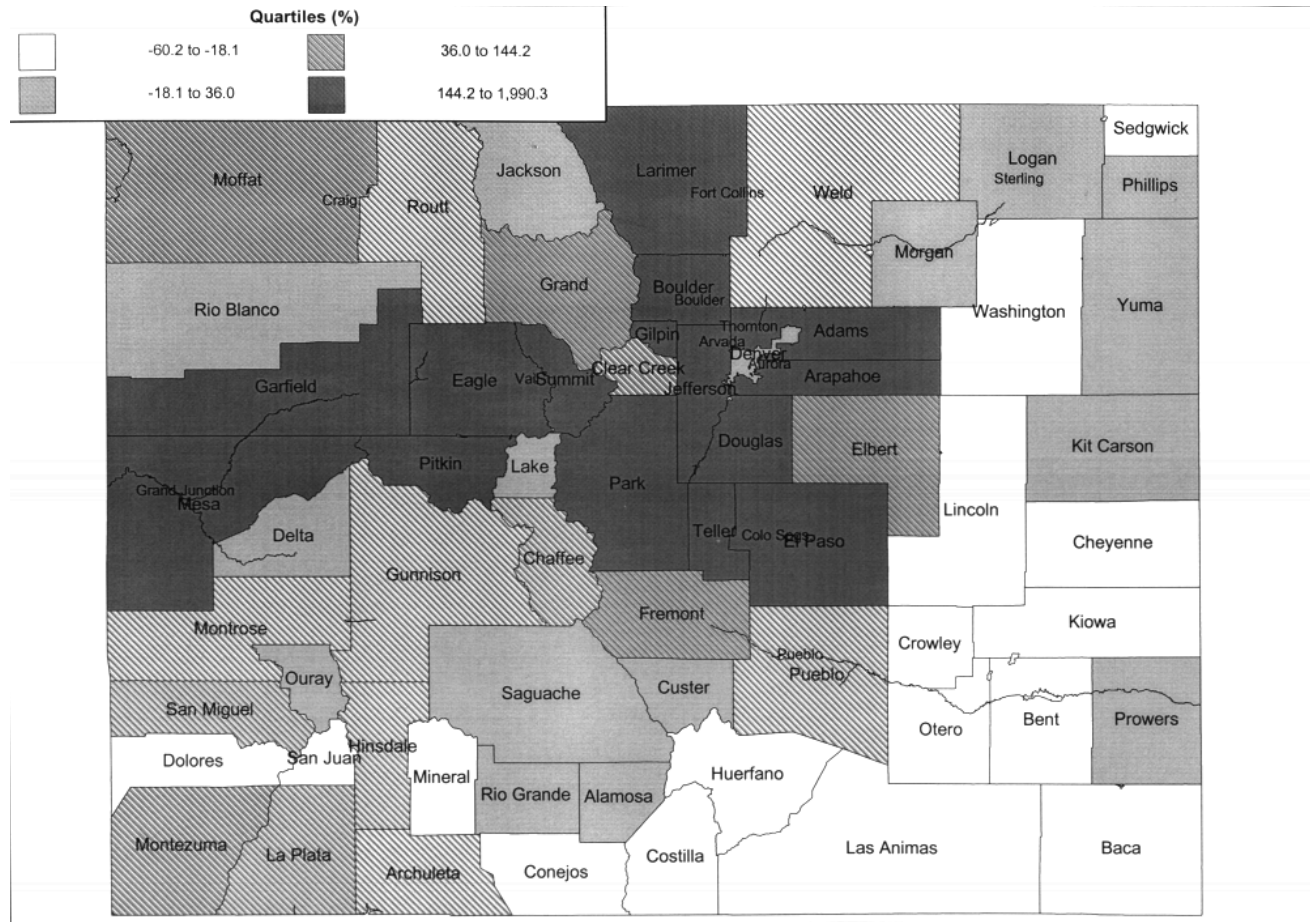 Quartiles (%)
-60.2 to -18.1 36.0 to 144.2
-18.1 to 36.0 144.2 to 1,990.3
Sedgwick
Logan
Larimer
Jackson
Moffat
Sterling
Phillips
Fort Collins
Weld
Craig
Routt
Morgan
Grand
Boulder
Boulder
Rio Blanco
Washington
Yuma
Thornton
Adams
Gilpin
Arvada
Denver
Aurora
Clear Creek
Arapahoe
Garfield
Eagle
Vail
Summit
Jefferson
Douglas
Elbert
Kit Carson
Pitkin
Lake
Park
Grand Junction
Mesa
Lincoln
Teller
Colo Spgs
El Paso
Delta
Cheyenne
Chaffee
Gunnison
Fremont
Kiowa
Montrose
Crowley
Pueblo
Pueblo
Ouray
Custer
Saguache
San Miguel
Bent
Prowers
Otero
Hinsdale
San Juan
Dolores
Mineral
Huerfano
Rio Grande
Alamosa
Montezuma
La Plata
Costilla
Las Animas
Baca
Archuleta
Conejos